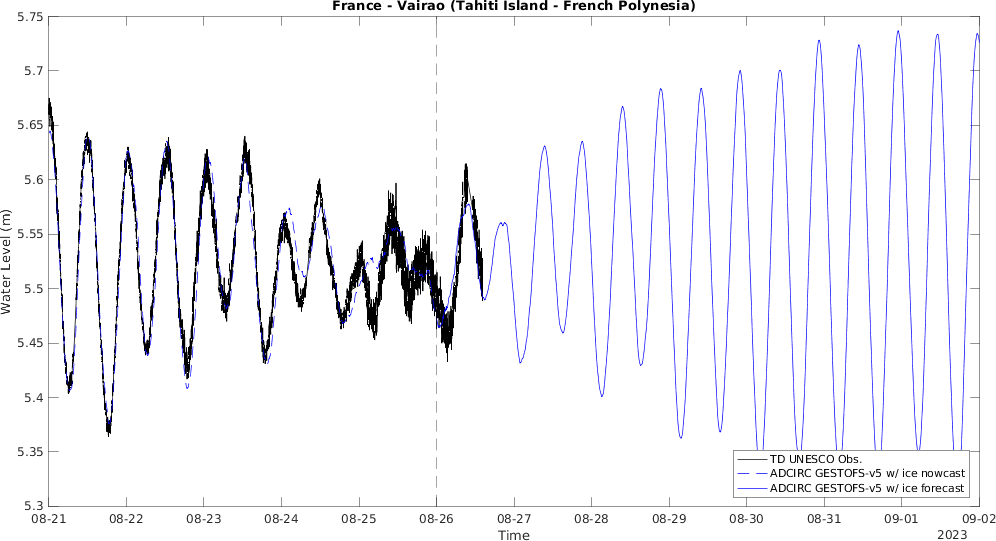 France - Vairao (Tahiti Island - French Polynesia)
5.75
5.7
5.65
5.6
5.55
5.5
5.45
5.4
5.35
5.3
Water Level (m)
TD UNESCO Obs.
ADCIRC GESTOFS-v5 w/ ice nowcast
ADCIRC GESTOFS-v5 w/ ice forecast
08-21 08-22 08-23 08-24 08-25 08-26 08-27 08-28 08-29 08-30 08-31 09-01 09-02
Time
2023